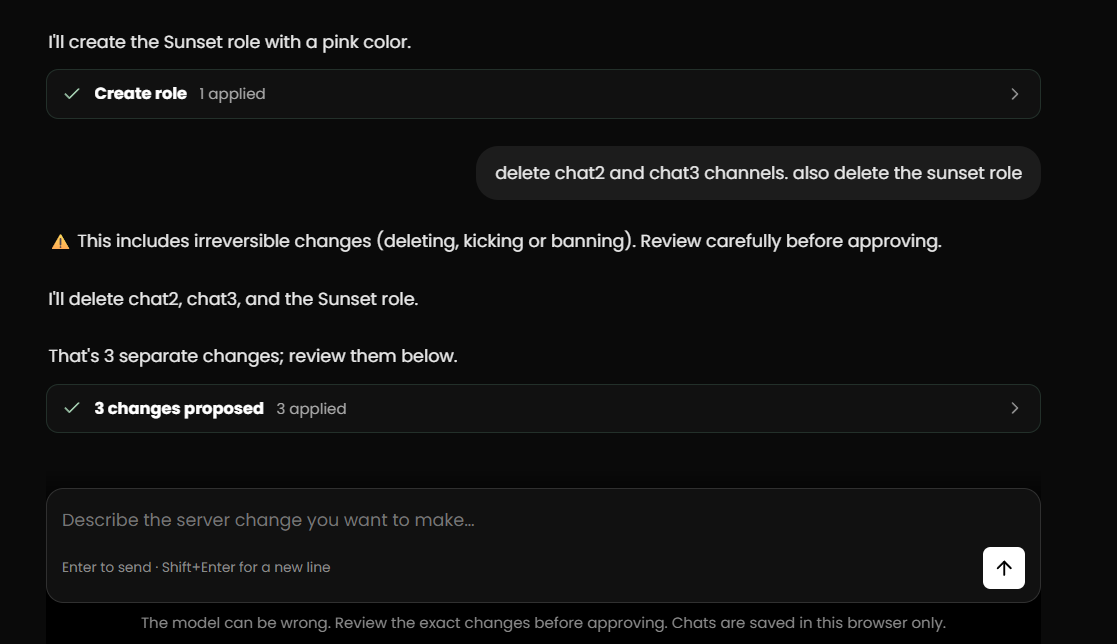 I'll create the Sunset role with a pink color.
Create role 1 applied
delete chat2 and chat3 channels. also delete the sunset role
⚠️ This includes irreversible changes (deleting, kicking or banning). Review carefully before approving.
I'll delete chat2, chat3, and the Sunset role.
That's 3 separate changes; review them below.
3 changes proposed 3 applied
Describe the server change you want to make...
Enter to send · Shift+Enter for a new line
The model can be wrong. Review the exact changes before approving. Chats are saved in this browser only.